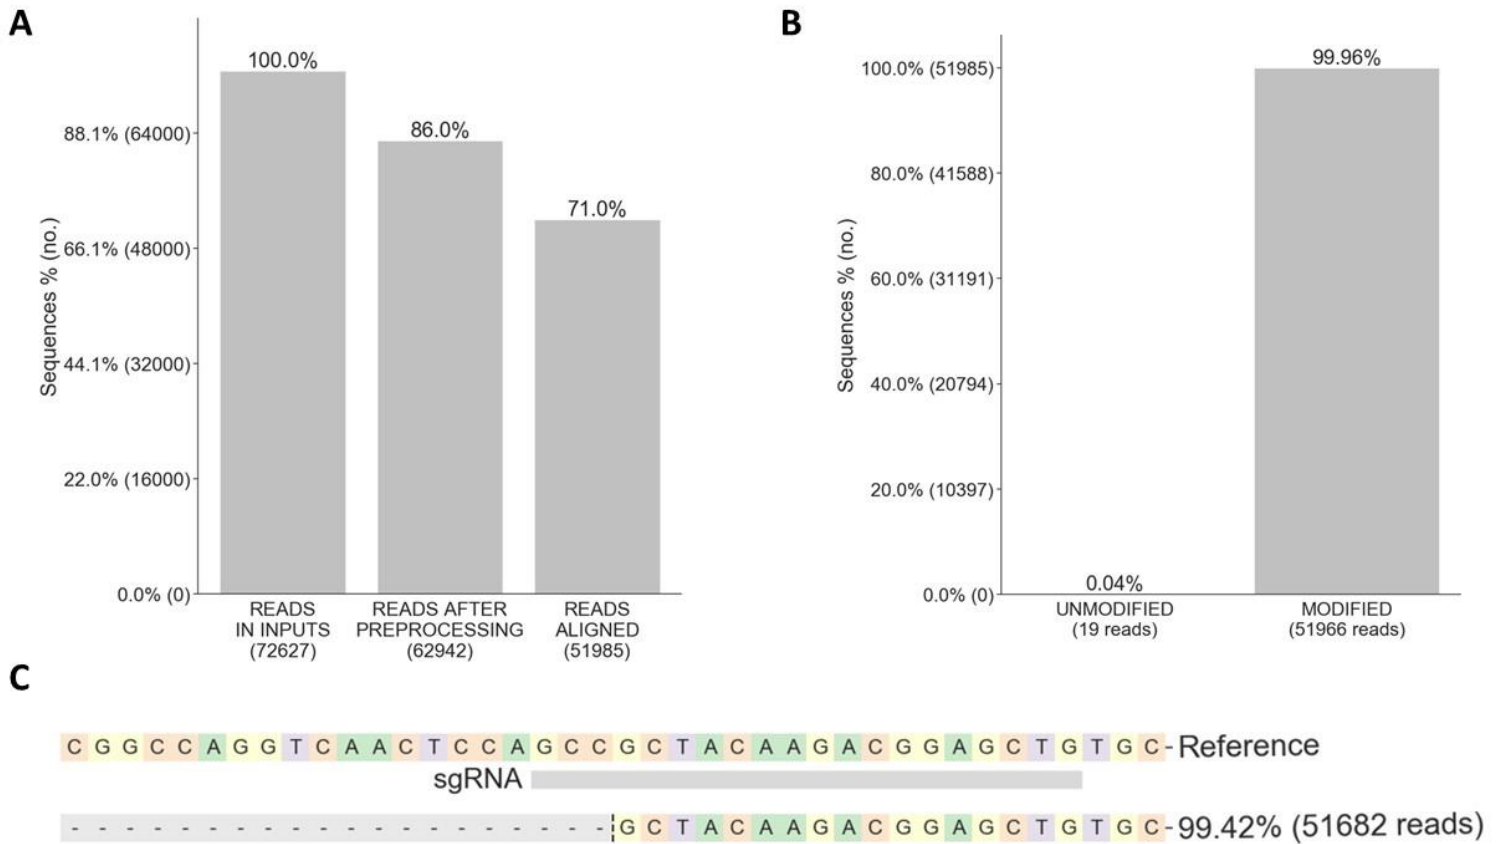 A
Sequences % (no.)
88.1% (64000)
66.1% (48000)
44.1% (32000)
22.0% (16000)
0.0% (0)
100.0%
86.0%
71.0%
READS
IN INPUTS
(72627)
READS AFTER
PREPROCESSING
(62942)
READS
ALIGNED
(51985)
B
Sequences % (no.)
100.0% (51985)
80.0% (41588)
60.0% (31191)
40.0% (20794)
20.0% (10397)
0.0% (0)
0.04%
99.96%
UNMODIFIED
(19 reads)
MODIFIED
(51966 reads)
C
C G G C C A G G T C A A C T C C A G C C G C T A C A A G A C G G A G C T G T G C - Reference
sgRNA
- - - - - - - - - - - - - - - - - - - - G C T A C A A G A C G G A G C T G T G C - 99.42% (51682 reads)